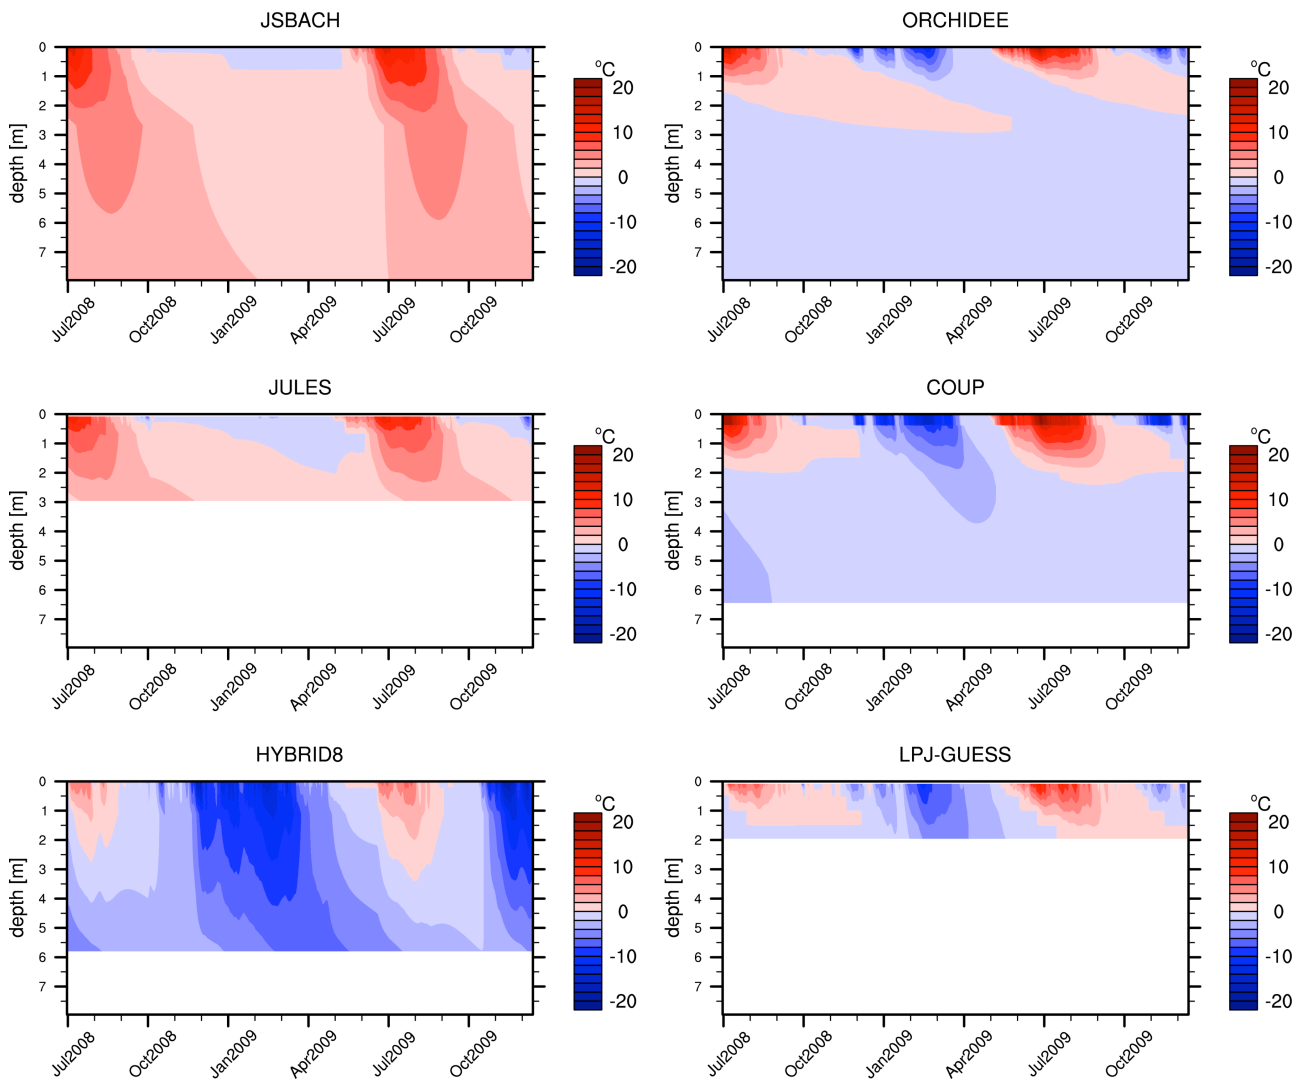 JSBACH
ORCHIDEE
0
1
2
3
4
5
6
7
depth [m]
Jul2008
Oct2008
Jan2009
Apr2009
Jul2009
Oct2009
°C
20
10
0
-10
-20
0
1
2
3
4
5
6
7
depth [m]
Jul2008
Oct2008
Jan2009
Apr2009
Jul2009
Oct2009
°C
20
10
0
-10
-20
JULES
COUP
0
1
2
3
4
5
6
7
depth [m]
Jul2008
Oct2008
Jan2009
Apr2009
Jul2009
Oct2009
°C
20
10
0
-10
-20
0
1
2
3
4
5
6
7
depth [m]
Jul2008
Oct2008
Jan2009
Apr2009
Jul2009
Oct2009
°C
20
10
0
-10
-20
HYBRID8
LPJ-GUESS
0
1
2
3
4
5
6
7
depth [m]
Jul2008
Oct2008
Jan2009
Apr2009
Jul2009
Oct2009
°C
20
10
0
-10
-20
0
1
2
3
4
5
6
7
depth [m]
Jul2008
Oct2008
Jan2009
Apr2009
Jul2009
Oct2009
°C
20
10
0
-10
-20